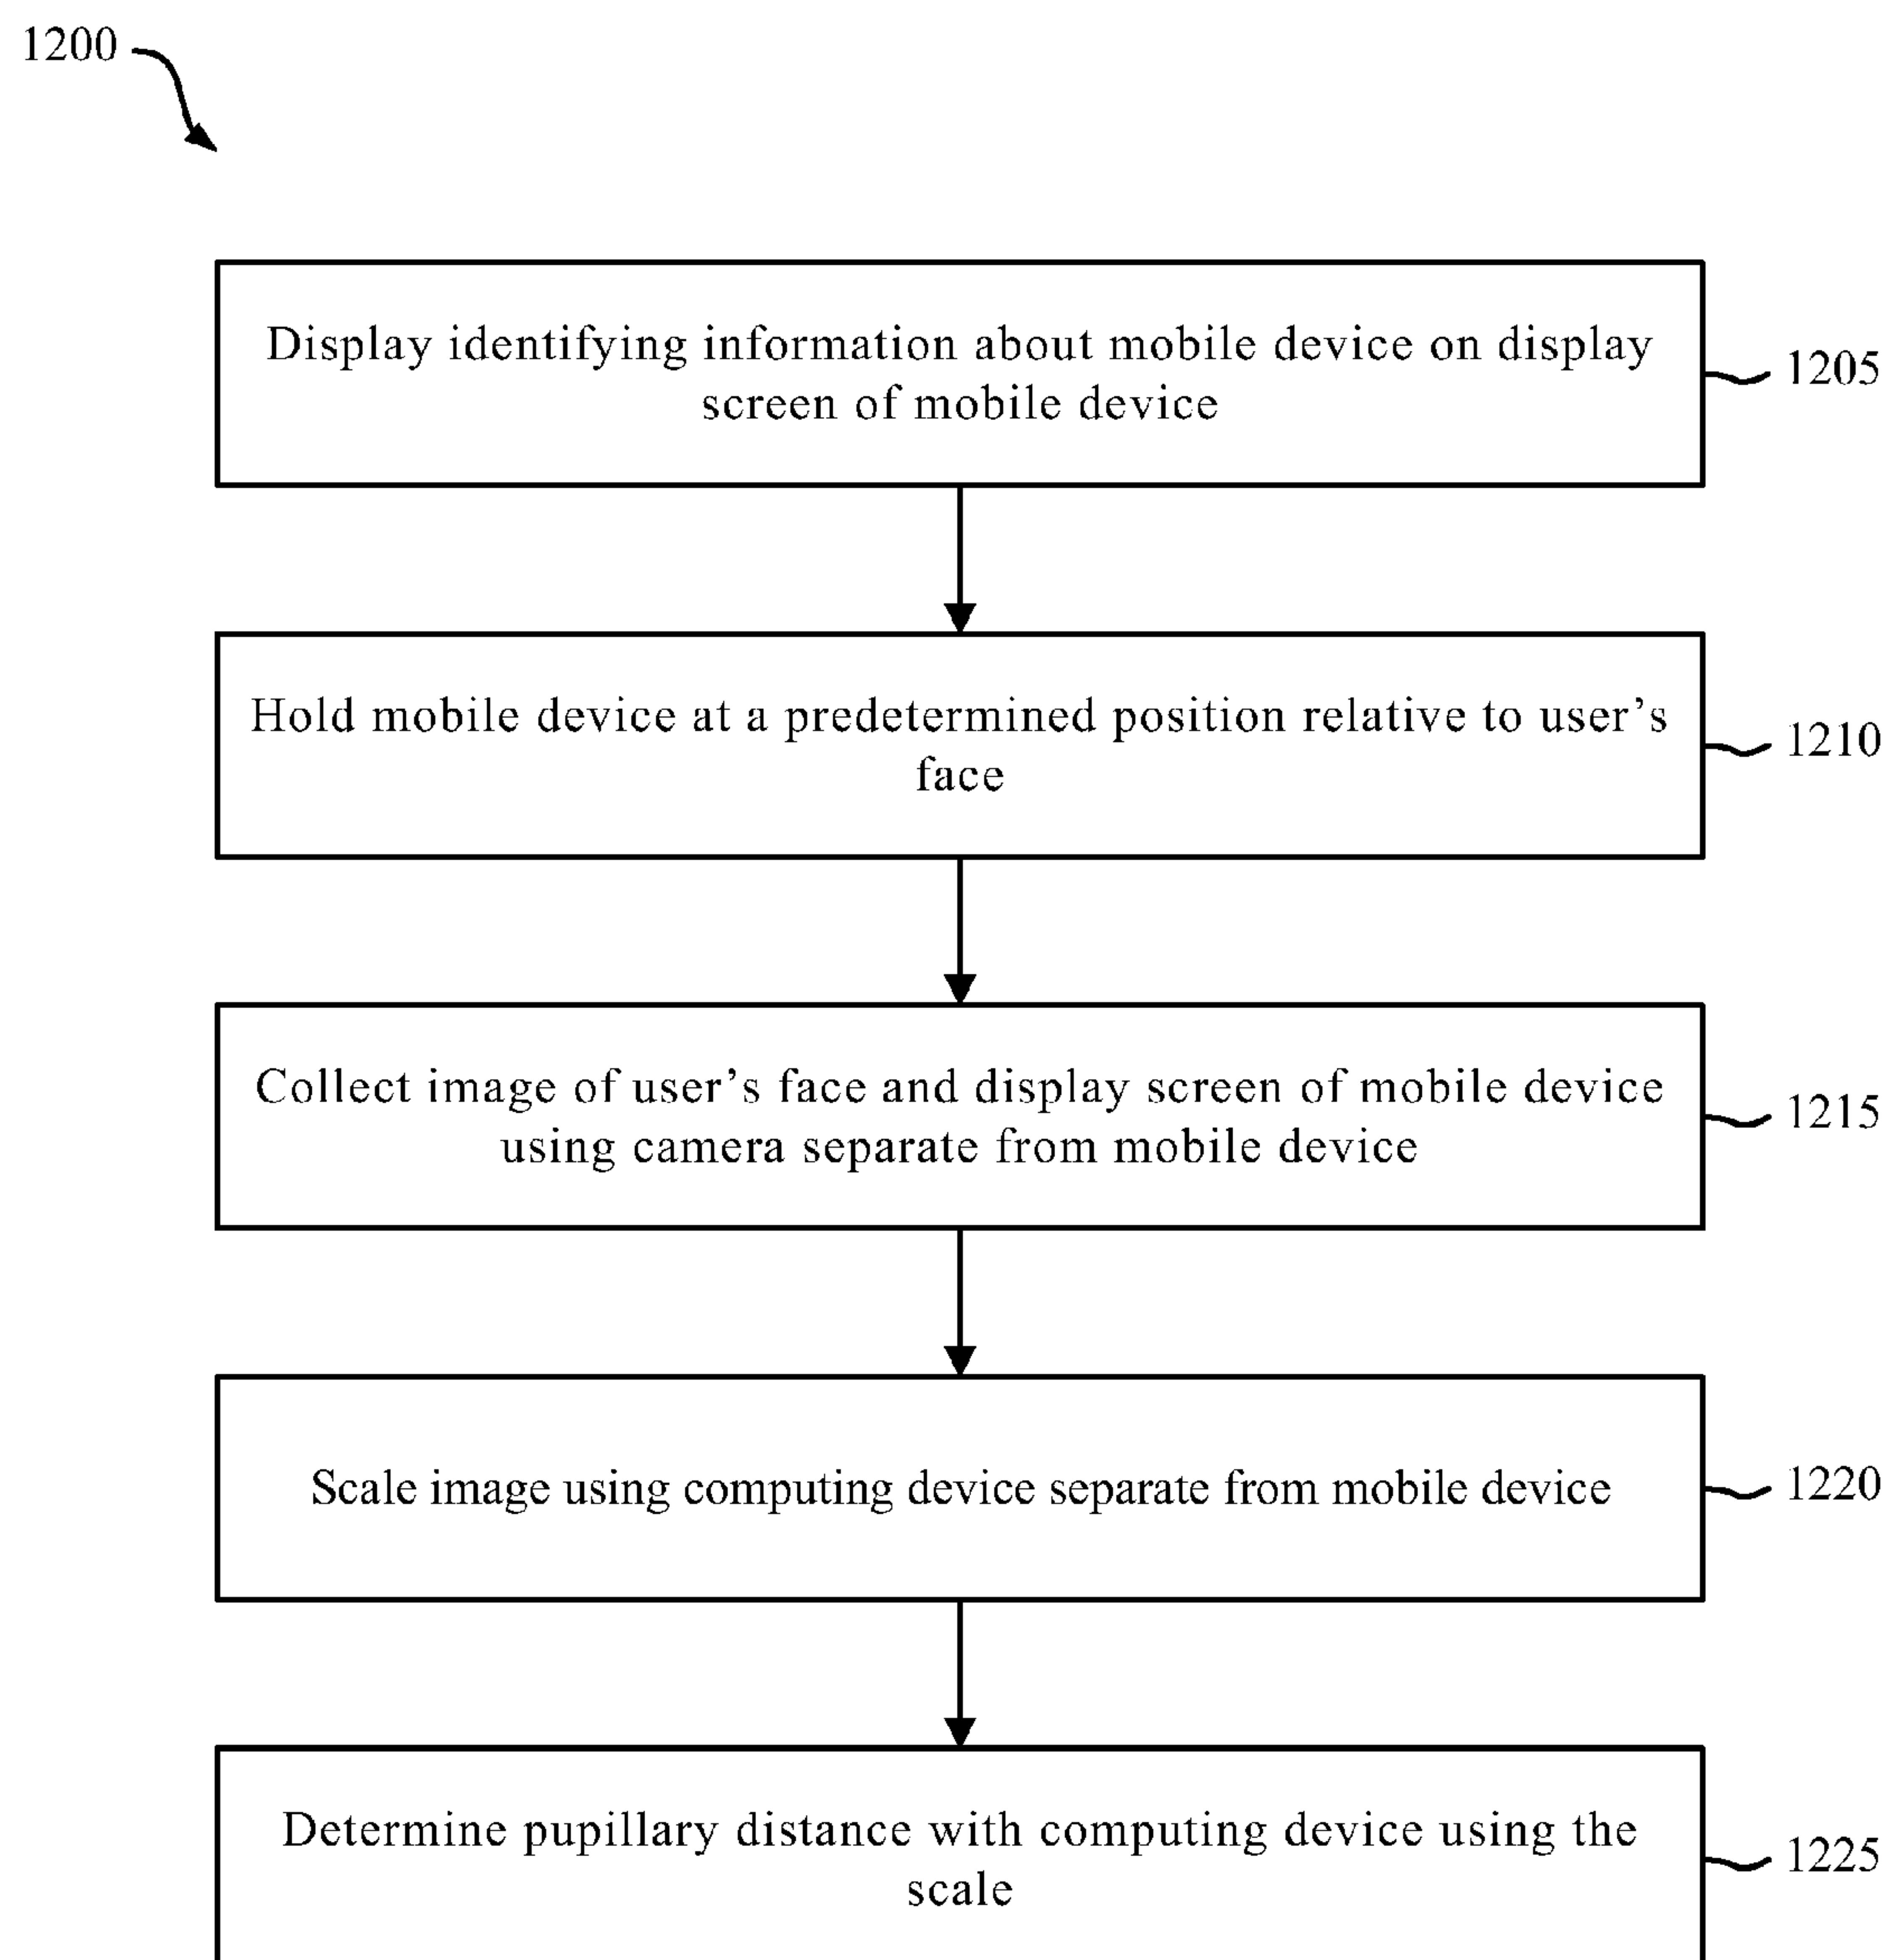 1200
Display identifying information about mobile device on display
screen of mobile device
1205
Hold mobile device at a predetermined position relative to user’s
face
1210
Collect image of user’s face and display screen of mobile device
using camera separate from mobile device
1215
Scale image using computing device separate from mobile device
1220
Determine pupillary distance with computing device using the
scale
1225